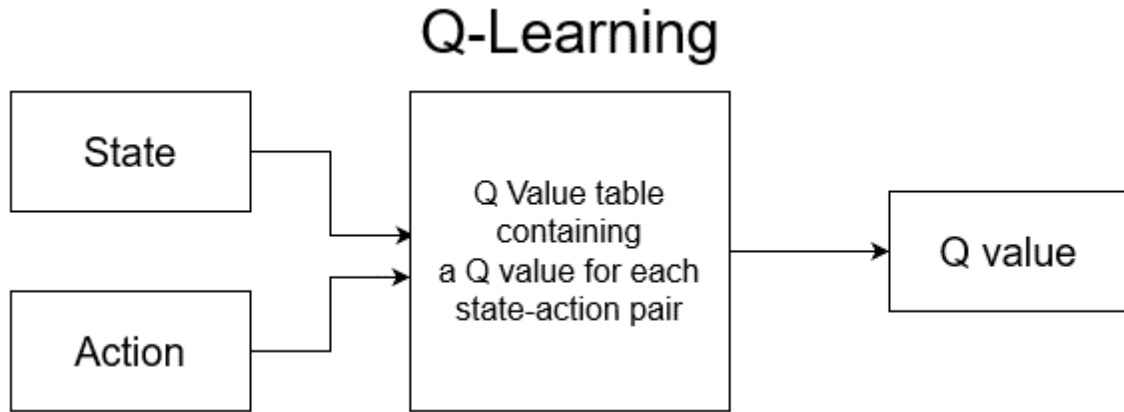 Q-Learning
State
Action
Q Value table
containing
a Q value for each
state-action pair
Q value